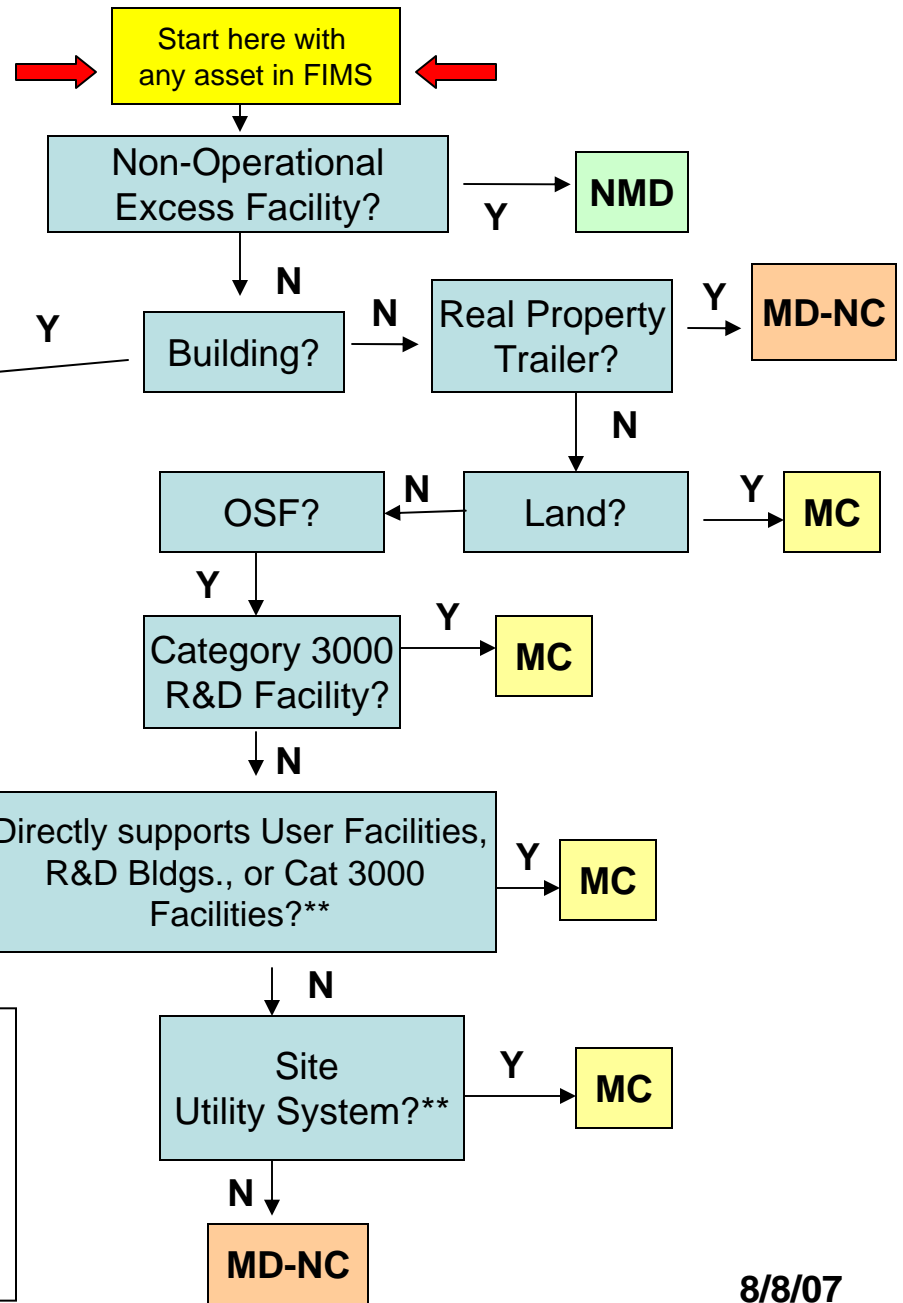 Start here with
any asset in FIMS
Non-Operational
Excess Facility?
Y
NMD
N
Y
Building?
N
Real Property
Trailer?
Y
MD-NC
N
OSF?
N
Land?
Y
MC
Y
Category 3000
R&D Facility?
Y
MC
N
Directly supports User Facilities,
R&D Bldgs., or Cat 3000
Facilities?**
Y
MC
N
Site
Utility System?**
Y
MC
N
MD-NC
8/8/07